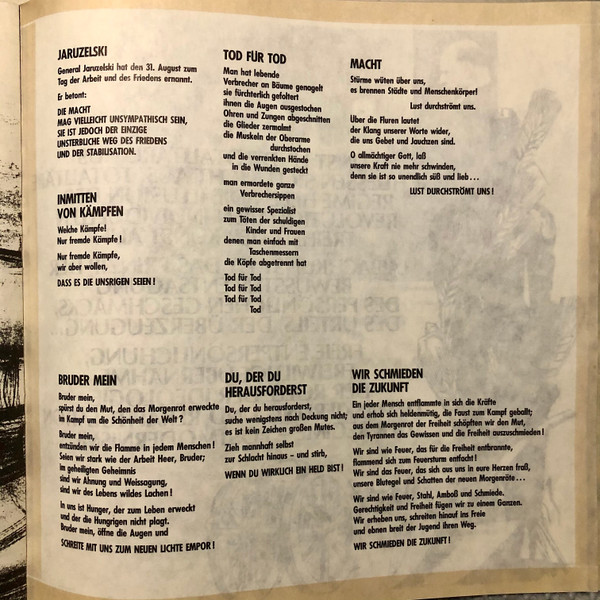 JARUZELSKI
General Jaruzelski hat den 31. August zum
Tag der Arbeit und des Friedens ernannt.
Er betont:
DIE MACHT
MAG VIELLEICHT UNSYMPATHISCH SEIN,
SIE IST JEDOCH DER EINZIGE
UNSTERBLICHE WEG DES FRIEDENS
UND DER STABILISATION.
INMITTEN
VON KÄMPFEN
Welche Kämpfe!
Nur fremde Kämpfe!
Nur fremde Kämpfe,
wir aber wollen,
DASS ES DIE UNSRIGEN SEIEN!
TOD FÜR TOD
Man hat lebende
Verbrecher an Bäume genagelt
sie fürchterlich gefoltert
ihnen die Augen ausgestochen
Ohren und Zungen abgeschnitten
die Glieder zermalmt
die Muskeln der Oberarme
durchstochen
und die verrenkten Hände
in die Wunden gesteckt
man ermordete ganze
Verbrechersippen
ein gewisser Spezialist
zum Töten der schuldigen
Kinder und Frauen
denen man einfach mit
Taschenmessern
die Köpfe abgetrennt hat
Tod für Tod
Tod für Tod
Tod für Tod
Tod für
Tod
MACHT
Stürme wüten über uns,
es brennen Städte und Menschenkörper!
Lust durchströmt uns.
Über die Fluren lautet
der Klang unserer Worte wider,
die uns Gebet und Jauchzen sind.
O allmächtiger Gott, laß
unsere Kraft nie mehr schwinden,
denn sie ist so unendlich süß und lieb...
LUST DURCHSTRÖMT UNS!
BRUDER MEIN
Bruder mein,
spürst du den Mut, den das Morgenrot erweckte
im Kampf um die Schönheit der Welt?
Bruder mein,
entzünden wir die Flamme in jedem Menschen!
Seien wir stark wie der Arbeit Heer, Bruder;
im geheiligten Geheimnis
sind wir Ahnung und Weissagung,
sind wir des Lebens wildes Lachen!
In uns ist Hunger, der zum Leben erweckt
und der die Hungrigen nicht plagt.
Bruder mein, öffne die Augen und
SCHREITE MIT UNS ZUM NEUEN LICHTE EMPOR!
DU, DER DU
HERAUSFORDERST
Du, der du herausforderst,
suche wenigstens nach Deckung nicht;
es ist kein Zeichen großen Mutes.
Zieh mannhaft selbst
zur Schlacht hinaus – und stirb,
WENN DU WIRKLICH EIN HELD BIST!
WIR SCHMIEDEN
DIE ZUKUNFT
Ein jeder Mensch entflammte in sich die Kräfte
und erhob sich heldenmütig, die Faust zum Kampf geballt;
aus dem Morgenrot der Freiheit schöpften wir den Mut,
den Tyrannen das Gewissen und die Freiheit auszuschmieden!
Wir sind wie Feuer, das für die Freiheit entbrannte,
flammend sich zum Feuersturm entfacht!
Wir sind das Feuer, das sich aus uns in eure Herzen fraß,
unsere Blutegel und Schatten der neuen Morgenröte...
Wir sind wie Feuer, Stahl, Amboß und Schmiede.
Gerechtigkeit und Freiheit fügen wir zu einem Ganzen.
Wir erheben uns, schreiten hinauf ins Freie
und ebnen breit der Jugend ihren Weg.
WIR SCHMIEDEN DIE ZUKUNFT!